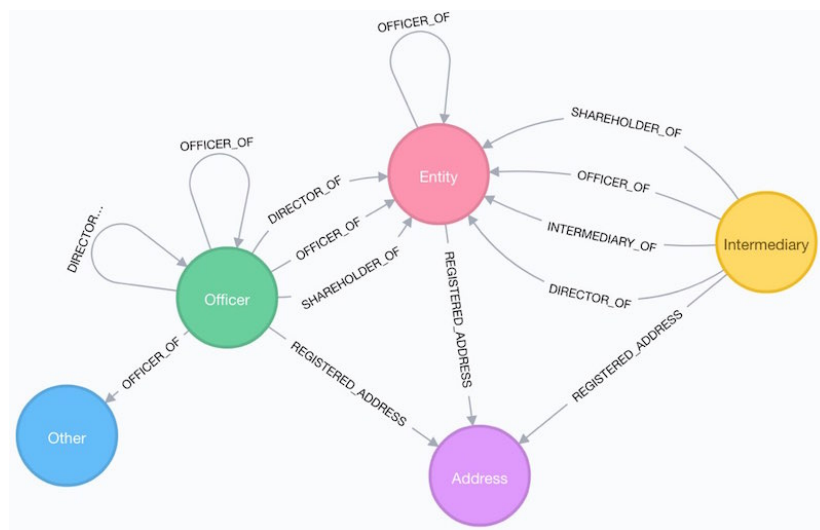 OFFICER_OF
SHAREHOLDER_OF
OFFICER_OF
OFFICER_OF
Entity
DIRECTOR_OF
OFFICER_OF
INTERMEDIARY_OF
Intermediary
DIRECTOR...
OFFICER_OF
SHAREHOLDER_OF
DIRECTOR_OF
Officer
REGISTERED_ADDRESS
REGISTERED_ADDRESS
REGISTERED_ADDRESS
OFFICER_OF
Other
Address